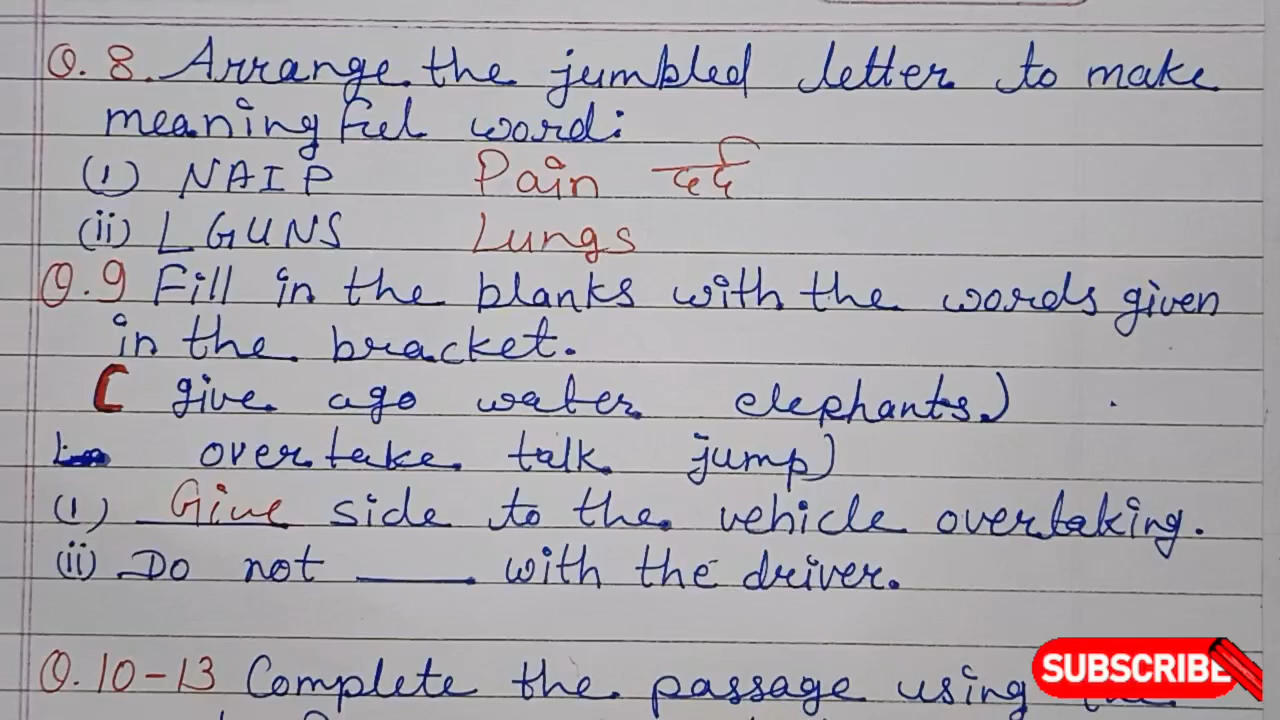 Q. 8. Arrange the jumbled letter to make
meaningful word:
(i) NAIP Pain दर्द
(ii) LGUNS Lungs
Q.9 Fill in the blanks with the words given
in the bracket.
( give ago water elephants)
overtake talk jump)
(i) Give side to the vehicle overtaking.
(ii) Do not ____ with the driver.
Q.10-13 Complete the passage using
SUBSCRIBE